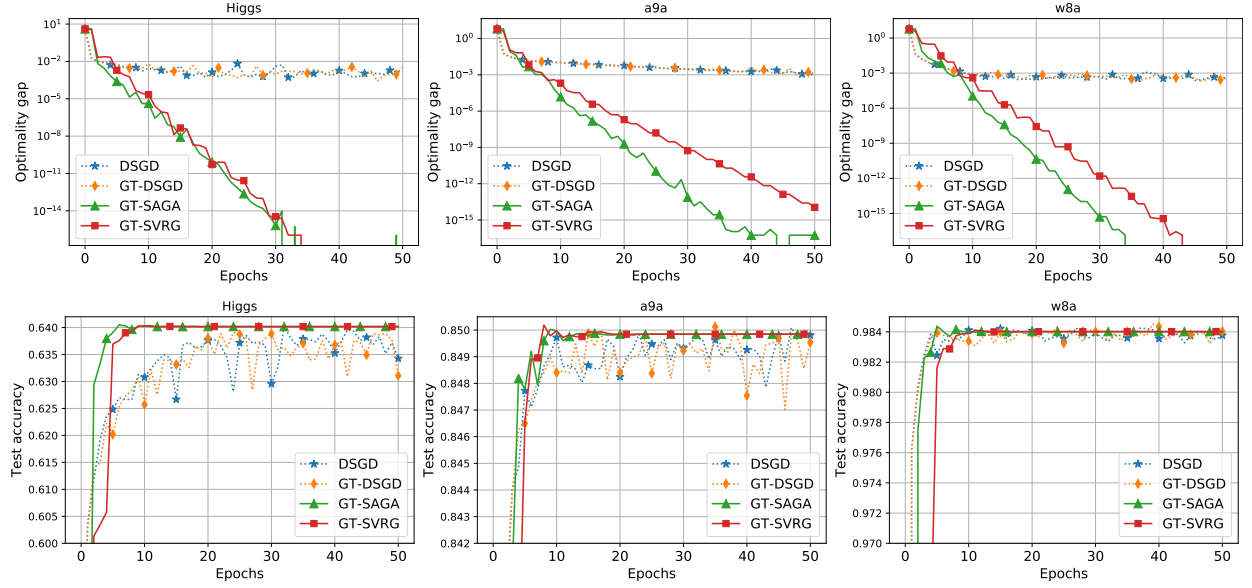 Higgs
10^1
10^-2
10^-5
10^-8
10^-11
10^-14
Optimality gap
DSGD
GT-DSGD
GT-SAGA
GT-SVRG
0 10 20 30 40 50
Epochs
a9a
10^0
10^-3
10^-6
10^-9
10^-12
10^-15
Optimality gap
DSGD
GT-DSGD
GT-SAGA
GT-SVRG
0 10 20 30 40 50
Epochs
w8a
10^0
10^-3
10^-6
10^-9
10^-12
10^-15
Optimality gap
DSGD
GT-DSGD
GT-SAGA
GT-SVRG
0 10 20 30 40 50
Epochs
Higgs
0.640
0.635
0.630
0.625
0.620
0.615
0.610
0.605
0.600
Test accuracy
DSGD
GT-DSGD
GT-SAGA
GT-SVRG
0 10 20 30 40 50
Epochs
a9a
0.850
0.849
0.848
0.847
0.846
0.845
0.844
0.843
0.842
Test accuracy
DSGD
GT-DSGD
GT-SAGA
GT-SVRG
0 10 20 30 40 50
Epochs
w8a
0.984
0.982
0.980
0.978
0.976
0.974
0.972
0.970
Test accuracy
DSGD
GT-DSGD
GT-SAGA
GT-SVRG
0 10 20 30 40 50
Epochs